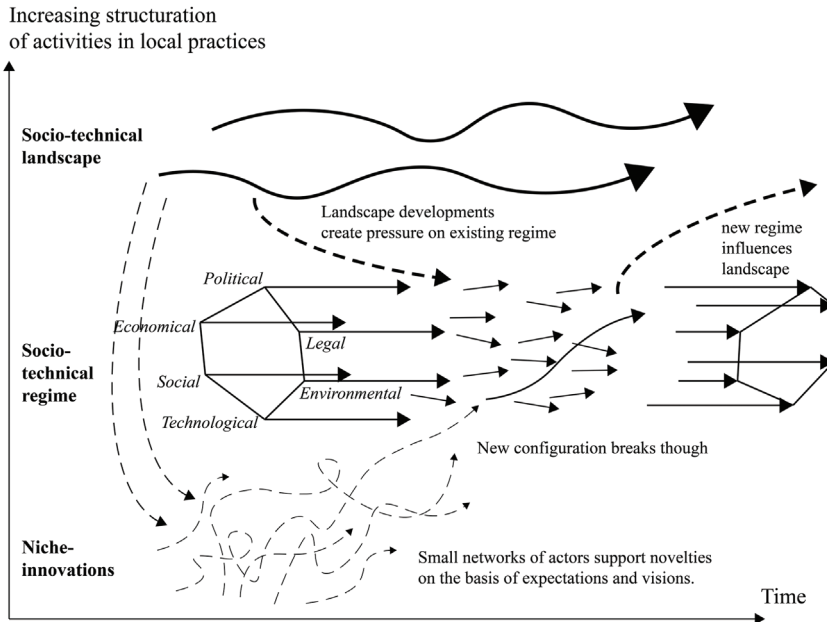 Increasing structuration
of activities in local practices
Socio-technical
landscape
Landscape developments
create pressure on existing regime
new regime
influences
landscape
Political
Economical
Legal
Socio-
technical
regime
Social
Environmental
Technological
New configuration breaks though
Niche-
innovations
Small networks of actors support novelties
on the basis of expectations and visions.
Time